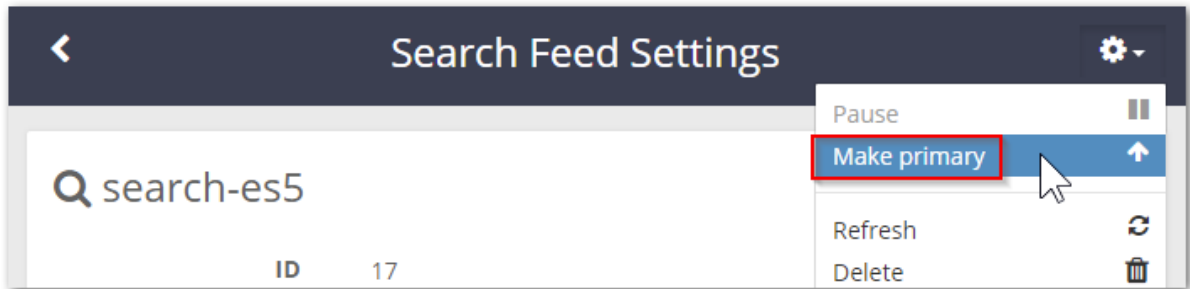 Search Feed Settings
Pause
Make primary
search-es5
Refresh
ID 17
Delete